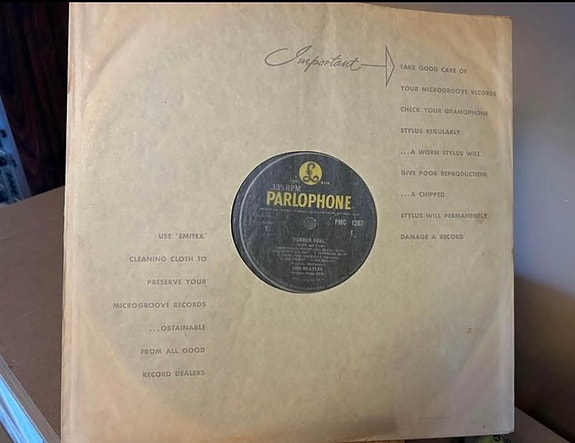 Important
TAKE GOOD CARE OF
YOUR MICROGROOVE RECORDS
CHECK YOUR GRAMOPHONE
STYLUS REGULARLY
...A WORN STYLUS WILL
GIVE POOR REPRODUCTION
...A CHIPPED
STYLUS WILL PERMANENTLY
DAMAGE A RECORD
USE 'EMITEX'
CLEANING CLOTH TO
PRESERVE YOUR
MICROGROOVE RECORDS
...OBTAINABLE
FROM ALL GOOD
RECORD DEALERS
£
33⅓ RPM
PARLOPHONE
PMC 1267
RUBBER SOUL
THE BEATLES